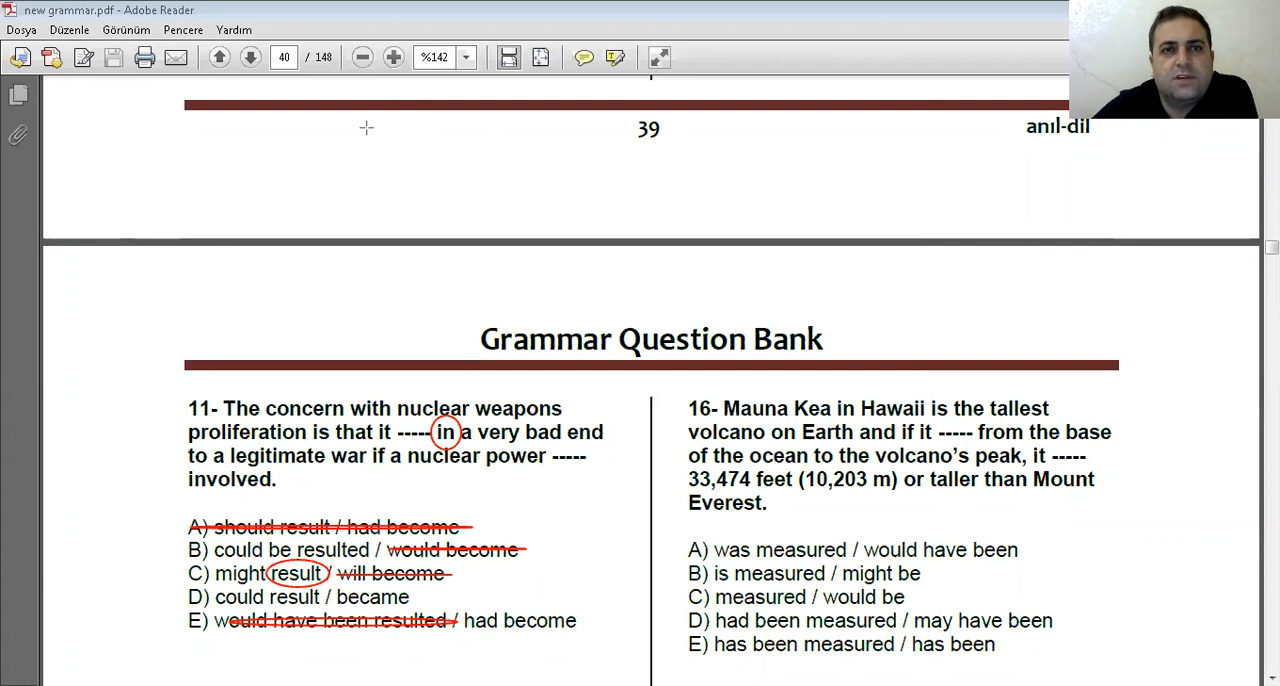 new grammar.pdf - Adobe Reader
Dosya Düzenle Görünüm Pencere Yardım
40 / 148 %142
39
anıl-dil
Grammar Question Bank
11- The concern with nuclear weapons
proliferation is that it ----- in a very bad end
to a legitimate war if a nuclear power -----
involved.
A) should result / had become
B) could be resulted / would become
C) might result / will become
D) could result / became
E) would have been resulted / had become
16- Mauna Kea in Hawaii is the tallest
volcano on Earth and if it ----- from the base
of the ocean to the volcano’s peak, it -----
33,474 feet (10,203 m) or taller than Mount
Everest.
A) was measured / would have been
B) is measured / might be
C) measured / would be
D) had been measured / may have been
E) has been measured / has been